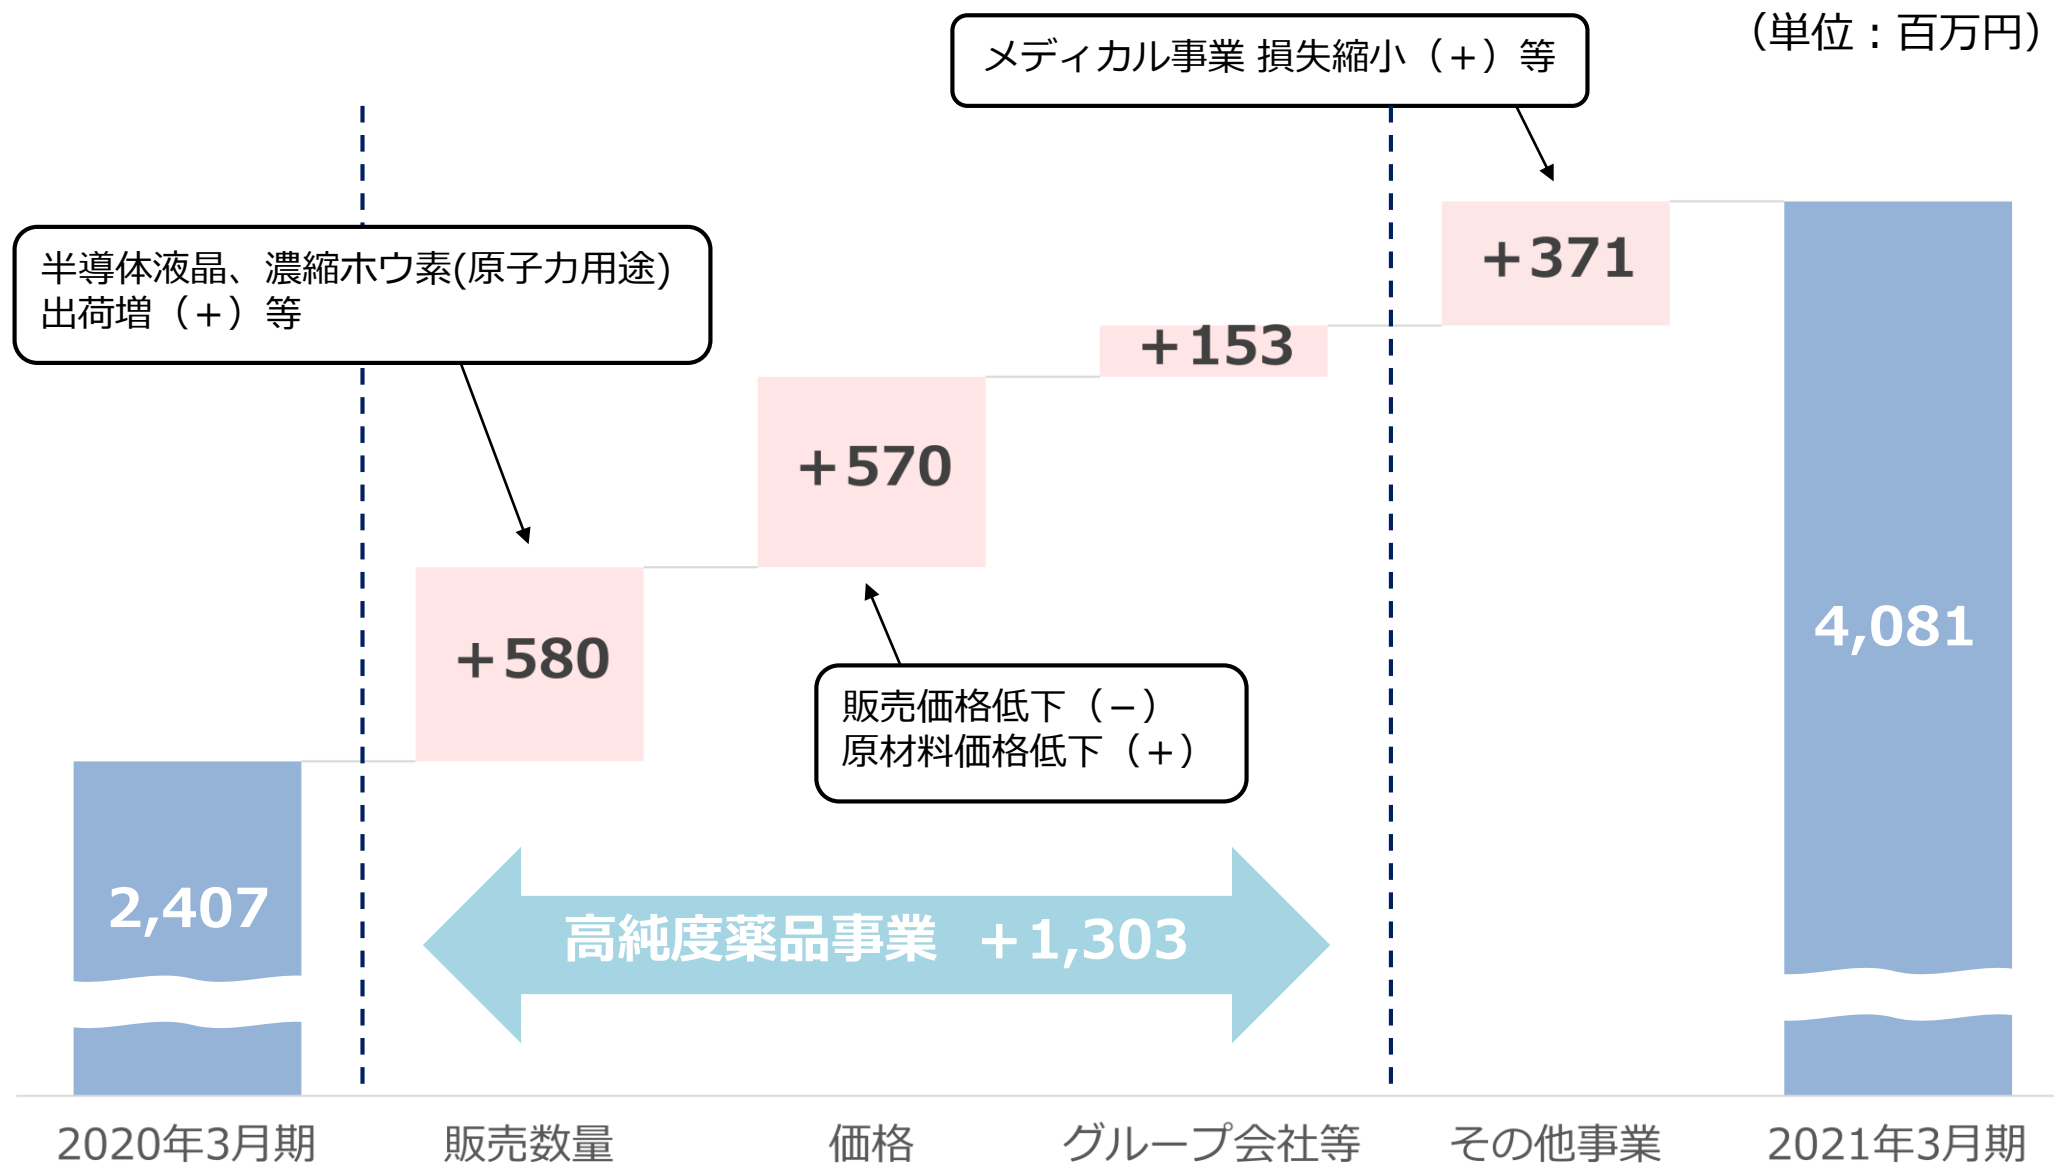 （単位：百万円）
メディカル事業 損失縮小（+）等
半導体液晶、濃縮ホウ素(原子力用途)
出荷増（+）等
+371
+153
+570
+580
4,081
販売価格低下（−）
原材料価格低下（+）
2,407
高純度薬品事業 +1,303
2020年3月期 販売数量 価格 グループ会社等 その他事業 2021年3月期